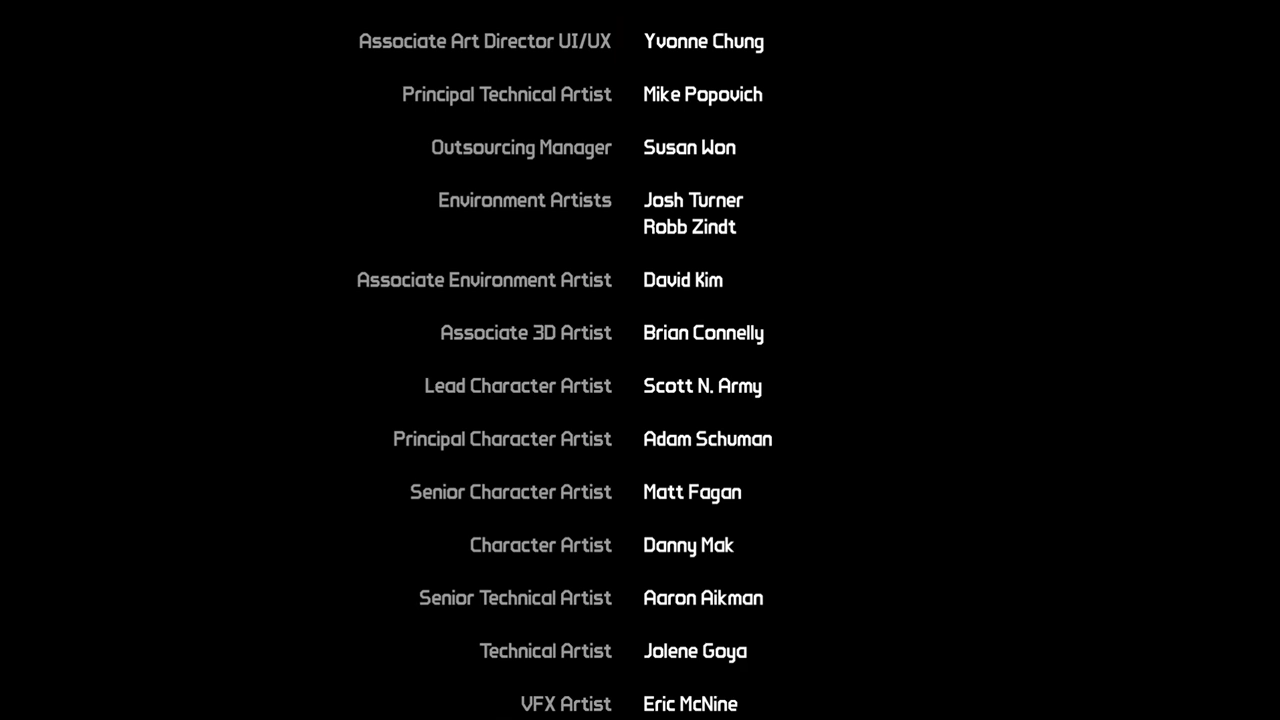 Associate Art Director UI/UX Yvonne Chung
Principal Technical Artist Mike Popovich
Outsourcing Manager Susan Won
Environment Artists Josh Turner
Robb Zindt
Associate Environment Artist David Kim
Associate 3D Artist Brian Connelly
Lead Character Artist Scott N. Army
Principal Character Artist Adam Schuman
Senior Character Artist Matt Fagan
Character Artist Danny Mak
Senior Technical Artist Aaron Aikman
Technical Artist Jolene Goya
VFX Artist Eric McNine